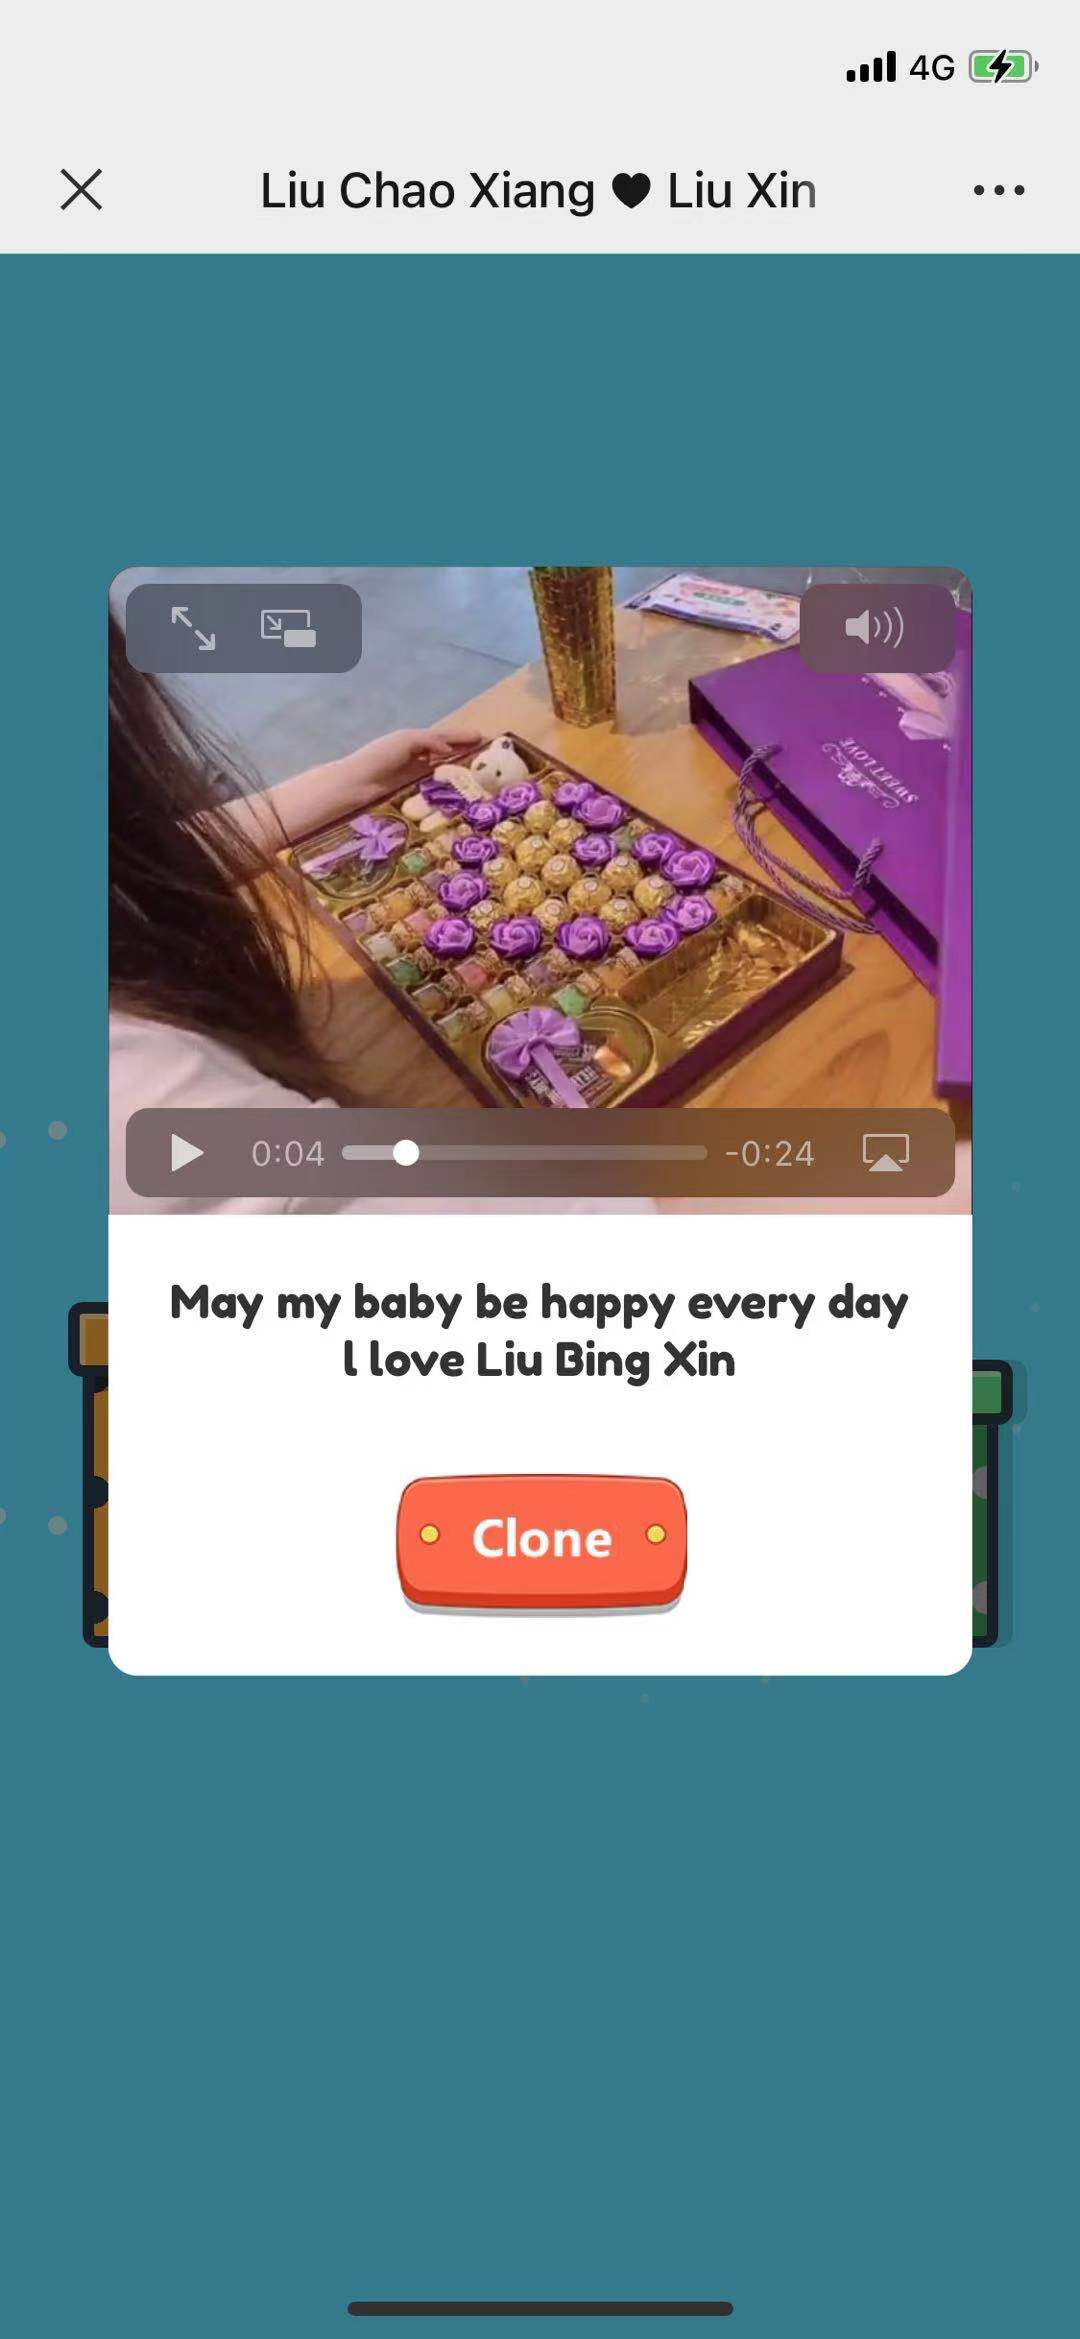 4G
Liu Chao Xiang ♥ Liu Xin
SWEET LOVE
0:04
-0:24
May my baby be happy every day
l love Liu Bing Xin
Clone